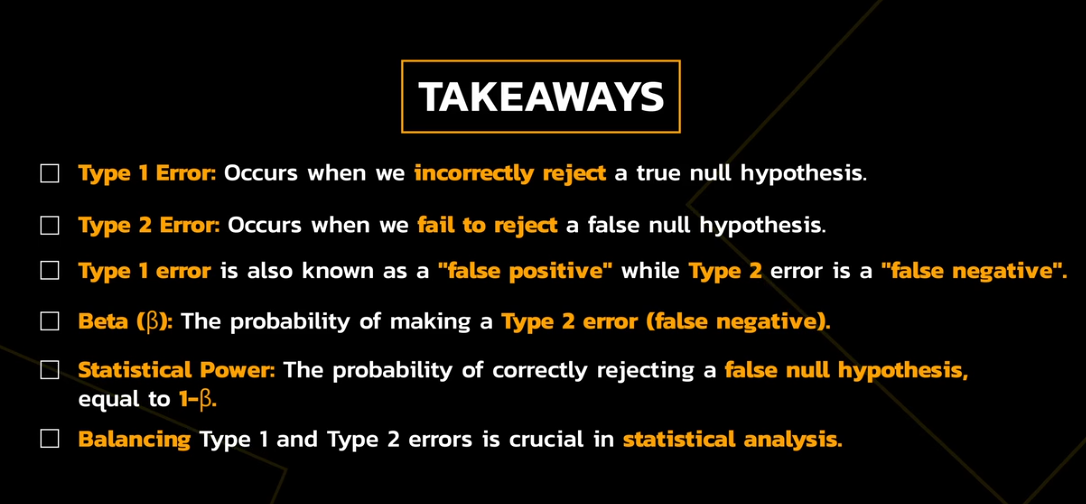 TAKEAWAYS
Type 1 Error: Occurs when we incorrectly reject a true null hypothesis.
Type 2 Error: Occurs when we fail to reject a false null hypothesis.
Type 1 error is also known as a "false positive" while Type 2 error is a "false negative".
Beta (β): The probability of making a Type 2 error (false negative).
Statistical Power: The probability of correctly rejecting a false null hypothesis,
equal to 1-β.
Balancing Type 1 and Type 2 errors is crucial in statistical analysis.